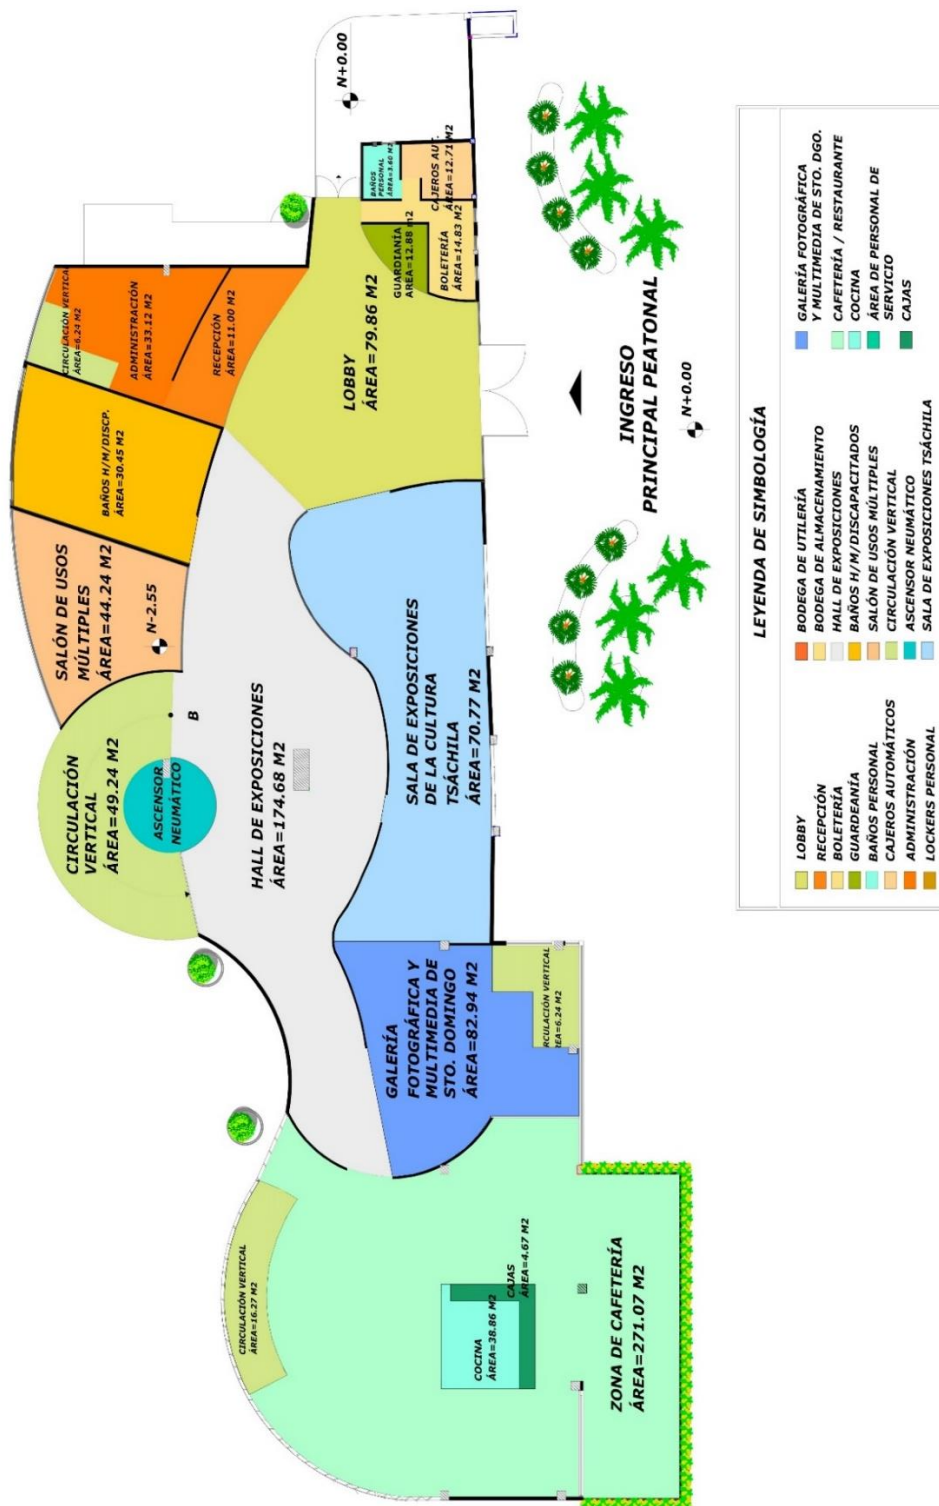 CIRCULACIÓN
VERTICAL
ÁREA=49.24 M2
ASCENSOR
NEUMÁTICO
B
SALÓN DE USOS
MÚLTIPLES
ÁREA=44.24 M2
N-2.55
BAÑOS H/M/DISCP.
ÁREA=30.45 M2
CIRCULACIÓN VERTICAL
ÁREA=6.24 M2
ADMINISTRACIÓN
ÁREA=33.12 M2
RECEPCIÓN
ÁREA=11.00 M2
N+0.00
BAÑOS
PERSONAL
ÁREA=3.60 M2
CAJEROS AUT.
ÁREA=12.71 M2
GUARDIANÍA
ÁREA=12.88 m2
BOLETERÍA
ÁREA=14.83 M2
LOBBY
ÁREA=79.86 M2
HALL DE EXPOSICIONES
ÁREA=174.68 M2
SALA DE EXPOSICIONES
DE LA CULTURA
TSÁCHILA
ÁREA=70.77 M2
GALERÍA
FOTOGRÁFICA Y
MULTIMEDIA DE
STO. DOMINGO
ÁREA=82.94 M2
RCULACIÓN VERTICAL
REA=6.24 M2
CIRCULACIÓN VERTICAL
ÁREA=16.27 M2
COCINA
ÁREA=38.86 M2
CAJAS
ÁREA=4.67 M2
ZONA DE CAFETERÍA
ÁREA=271.07 M2
INGRESO
PRINCIPAL PEATONAL
N+0.00
LEYENDA DE SIMBOLOGÍA
LOBBY
RECEPCIÓN
BOLETERÍA
GUARDEANÍA
BAÑOS PERSONAL
CAJEROS AUTOMÁTICOS
ADMINISTRACIÓN
LOCKERS PERSONAL
BODEGA DE UTILERÍA
BODEGA DE ALMACENAMIENTO
HALL DE EXPOSICIONES
BAÑOS H/M/DISCAPACITADOS
SALÓN DE USOS MÚLTIPLES
CIRCULACIÓN VERTICAL
ASCENSOR NEUMÁTICO
SALA DE EXPOSICIONES TSÁCHILA
GALERÍA FOTOGRÁFICA
Y MULTIMEDIA DE STO. DGO.
CAFETERÍA / RESTAURANTE
COCINA
ÁREA DE PERSONAL DE
SERVICIO
CAJAS